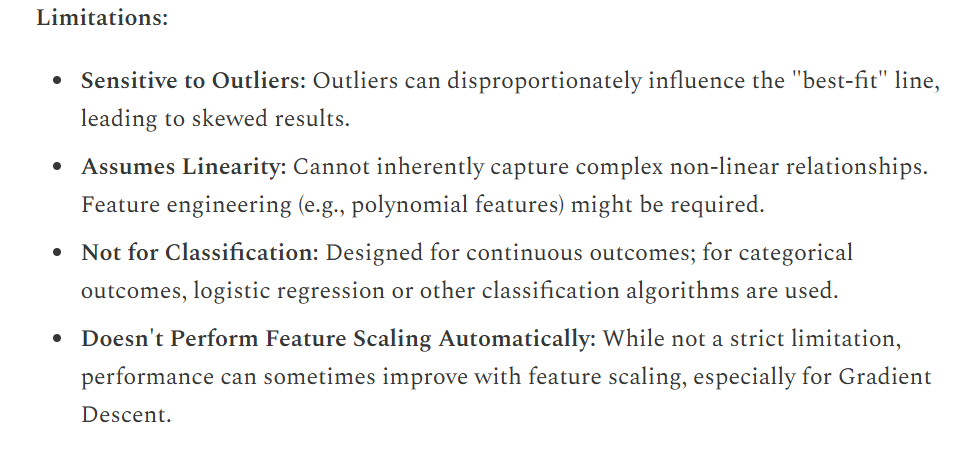 Limitations:
Sensitive to Outliers: Outliers can disproportionately influence the "best-fit" line,
leading to skewed results.
Assumes Linearity: Cannot inherently capture complex non-linear relationships.
Feature engineering (e.g., polynomial features) might be required.
Not for Classification: Designed for continuous outcomes; for categorical
outcomes, logistic regression or other classification algorithms are used.
Doesn't Perform Feature Scaling Automatically: While not a strict limitation,
performance can sometimes improve with feature scaling, especially for Gradient
Descent.